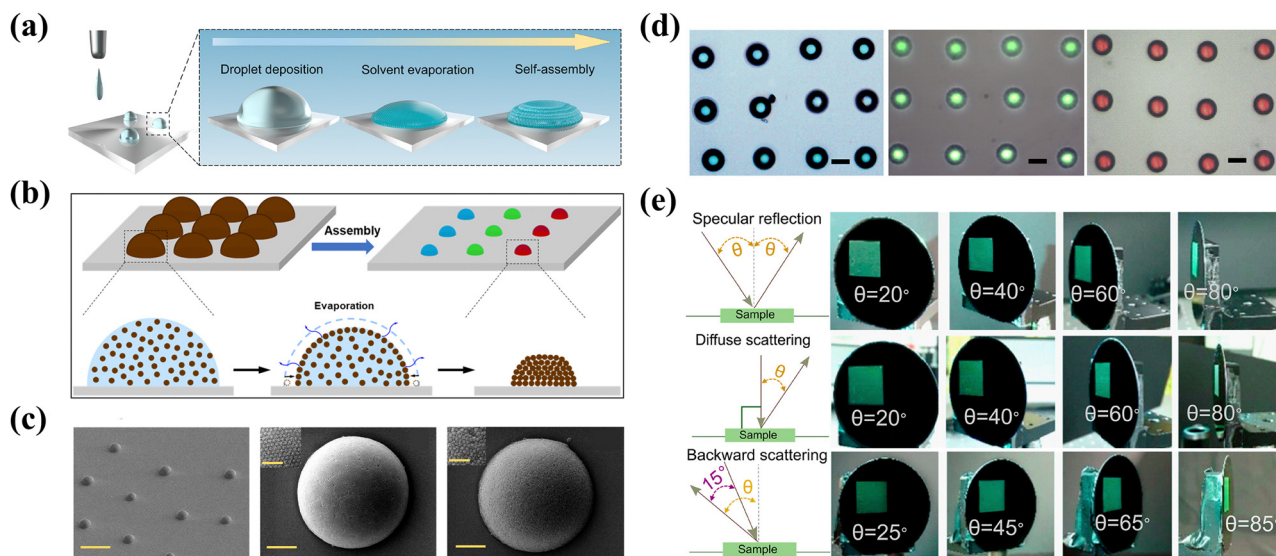 (a)
Droplet deposition
Solvent evaporation
Self-assembly
(b)
Assembly
Evaporation
(c)
(d)
(e)
Specular reflection
θ
θ
Sample
θ=20°
θ=40°
θ=60°
θ=80°
Diffuse scattering
θ
Sample
θ=20°
θ=40°
θ=60°
θ=80°
Backward scattering
15°
θ
Sample
θ=25°
θ=45°
θ=65°
θ=85°